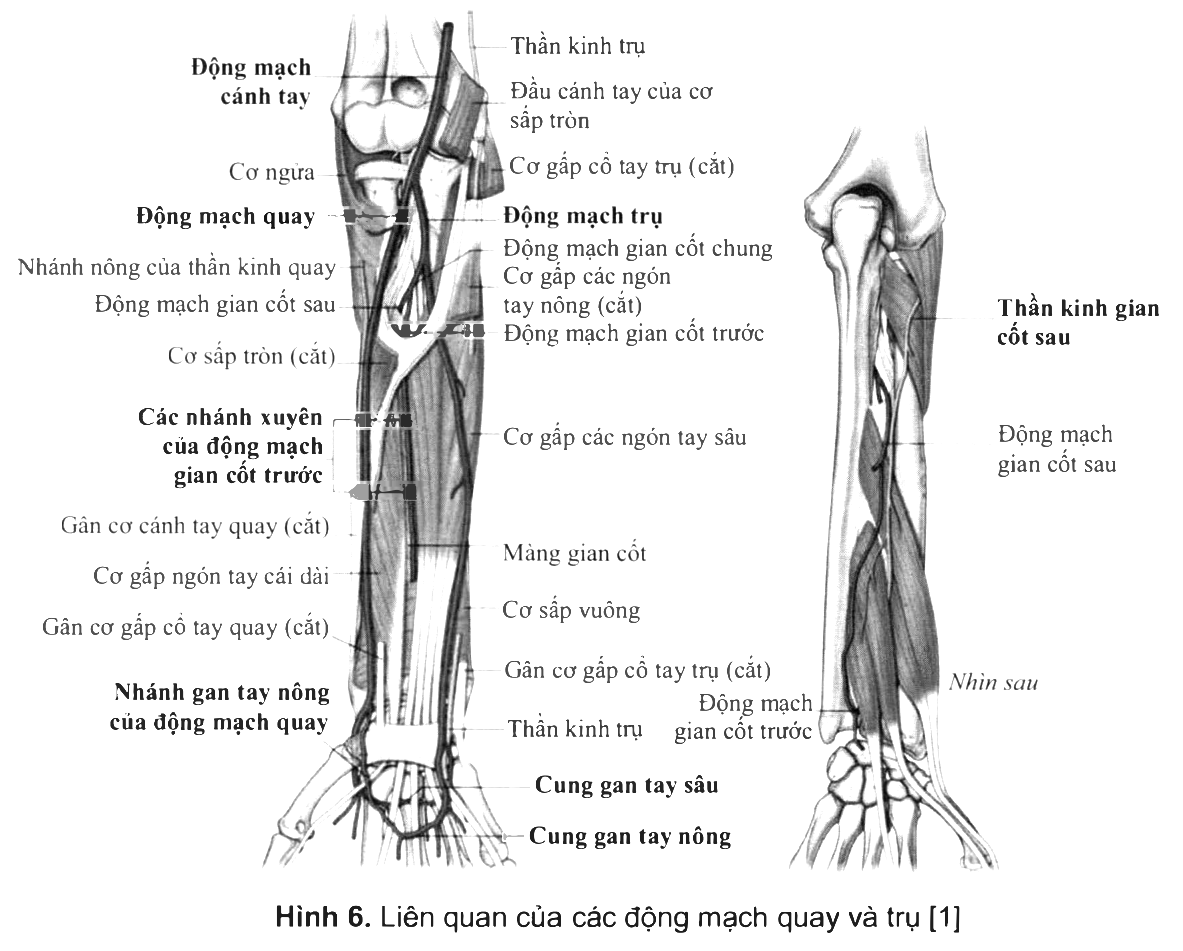 Động mạch
cánh tay
Cơ ngửa
Động mạch quay
Nhánh nông của thần kinh quay
Động mạch gian cốt sau
Cơ sấp tròn (cắt)
Các nhánh xuyên
của động mạch
gian cốt trước
Gân cơ cánh tay quay (cắt)
Cơ gấp ngón tay cái dài
Gân cơ gấp cổ tay quay (cắt)
Nhánh gan tay nông
của động mạch quay
Thần kinh trụ
Đầu cánh tay của cơ
sấp tròn
Cơ gấp cổ tay trụ (cắt)
Động mạch trụ
Động mạch gian cốt chung
Cơ gấp các ngón
tay nông (cắt)
Động mạch gian cốt trước
Cơ gấp các ngón tay sâu
Màng gian cốt
Cơ sấp vuông
Gân cơ gấp cổ tay trụ (cắt)
Thần kinh trụ
Cung gan tay sâu
Cung gan tay nông
Động mạch
gian cốt trước
Thần kinh gian
cốt sau
Động mạch
gian cốt sau
Nhìn sau
Hình 6. Liên quan của các động mạch quay và trụ [1]